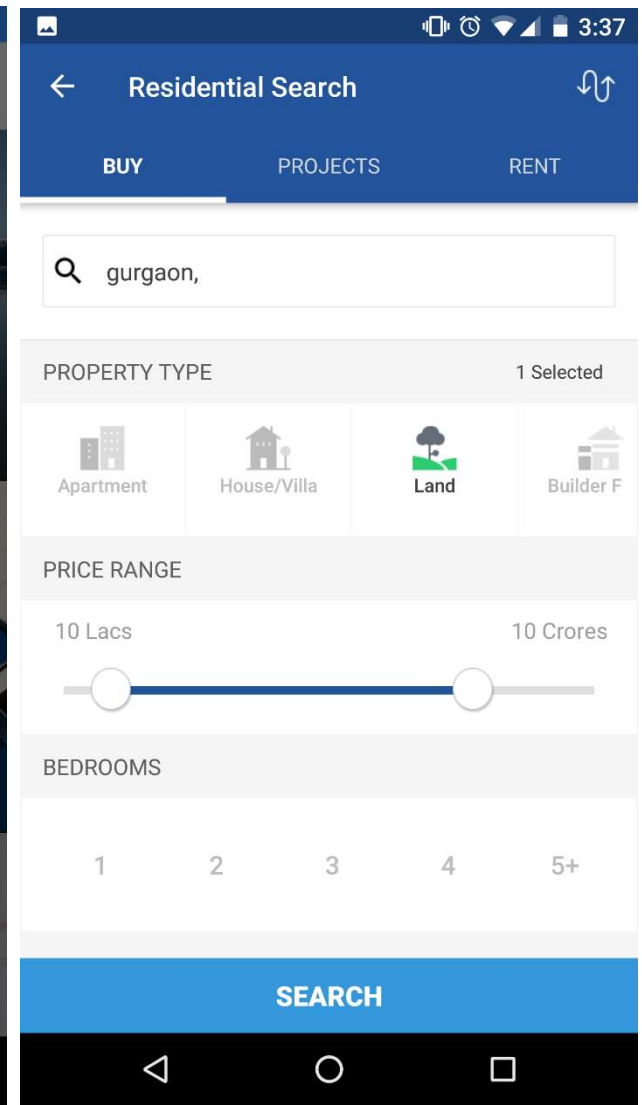 3:37
Residential Search
BUY PROJECTS RENT
gurgaon,
PROPERTY TYPE 1 Selected
Apartment House/Villa Land Builder F
PRICE RANGE
10 Lacs 10 Crores
BEDROOMS
1 2 3 4 5+
SEARCH